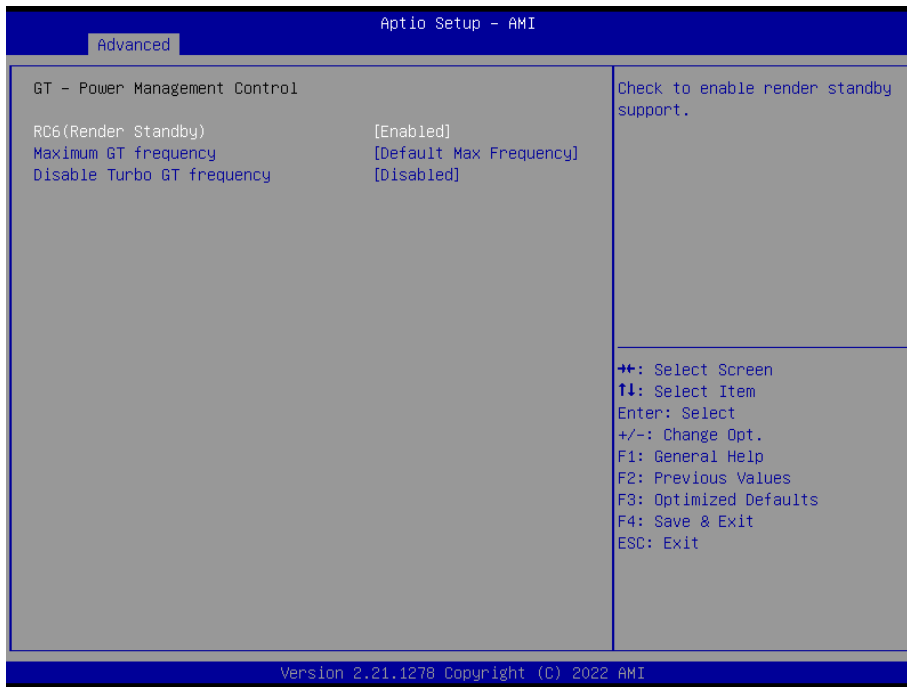 Aptio Setup – AMI
Advanced
GT – Power Management Control
RC6(Render Standby) [Enabled]
Maximum GT frequency [Default Max Frequency]
Disable Turbo GT frequency [Disabled]
Check to enable render standby
support.
→←: Select Screen
↑↓: Select Item
Enter: Select
+/-: Change Opt.
F1: General Help
F2: Previous Values
F3: Optimized Defaults
F4: Save & Exit
ESC: Exit
Version 2.21.1278 Copyright (C) 2022 AMI